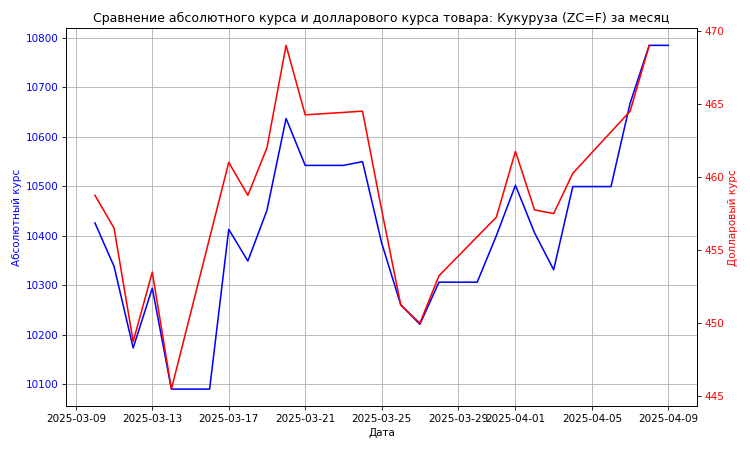 Сравнение абсолютного курса и долларового курса товара: Кукуруза (ZC=F) за месяц
10800
10700
10600
10500
10400
10300
10200
10100
Абсолютный курс
470
465
460
455
450
445
Долларовый курс
2025-03-09 2025-03-13 2025-03-17 2025-03-21 2025-03-25 2025-03-29 2025-04-01 2025-04-05 2025-04-09
Дата